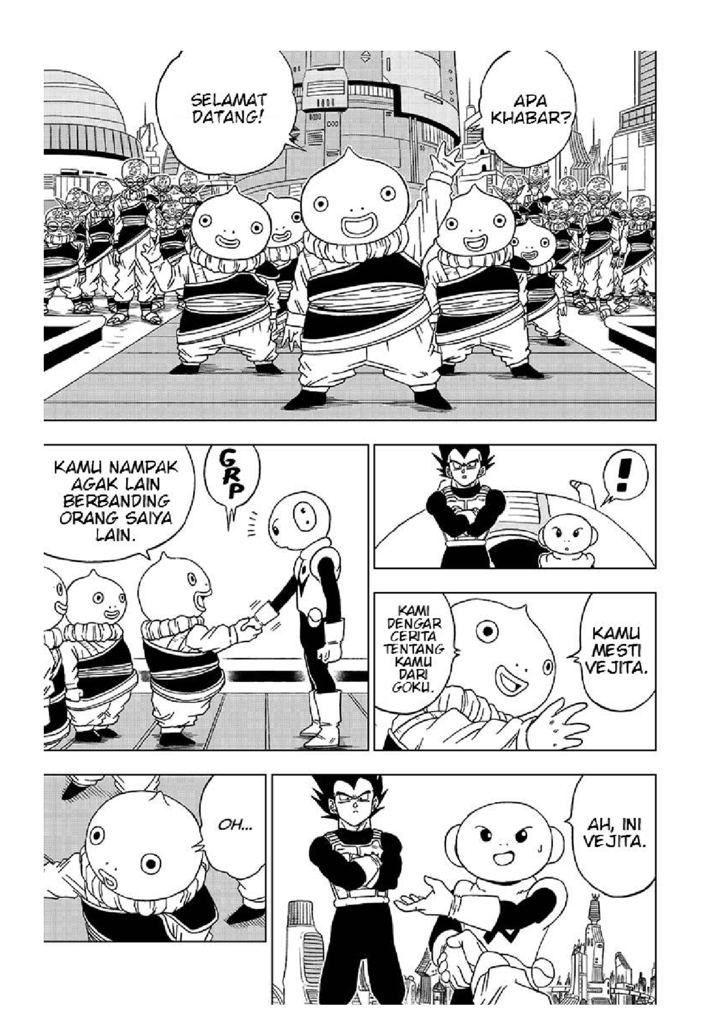 SELAMAT
DATANG!
APA
KHABAR?
KAMU NAMPAK
AGAK LAIN
BERBANDING
ORANG SAIYA
LAIN.
GRP
!
KAMI
DENGAR
CERITA
TENTANG
KAMU
DARI
GOKU.
KAMU
MESTI
VEJITA.
OH...
AH, INI
VEJITA.